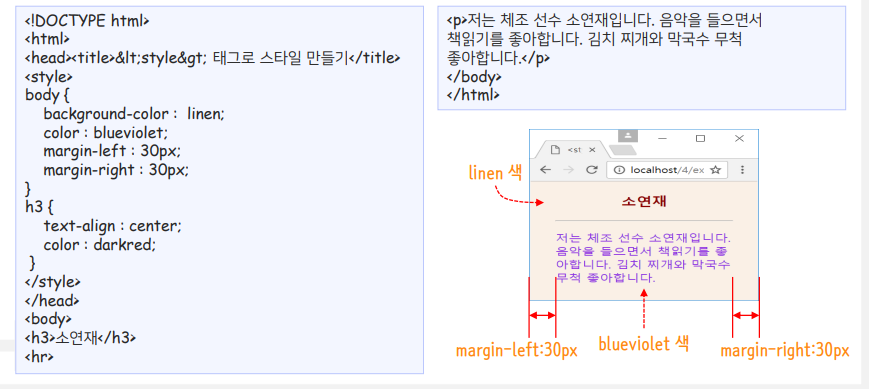 <!DOCTYPE html>
<html>
<head><title>&lt;style&gt; 태그로 스타일 만들기</title>
<style>
body {
background-color : linen;
color : blueviolet;
margin-left : 30px;
margin-right : 30px;
}
h3 {
text-align : center;
color : darkred;
}
</style>
</head>
<body>
<h3>소연재</h3>
<hr>
<p>저는 체조 선수 소연재입니다. 음악을 들으면서
책읽기를 좋아합니다. 김치 찌개와 막국수 무척
좋아합니다.</p>
</body>
</html>
<st
localhost/4/ex
linen 색
소연재
저는 체조 선수 소연재입니다.
음악을 들으면서 책읽기를 좋
아합니다. 김치 찌개와 막국수
무척 좋아합니다.
margin-left:30px
blueviolet 색
margin-right:30px